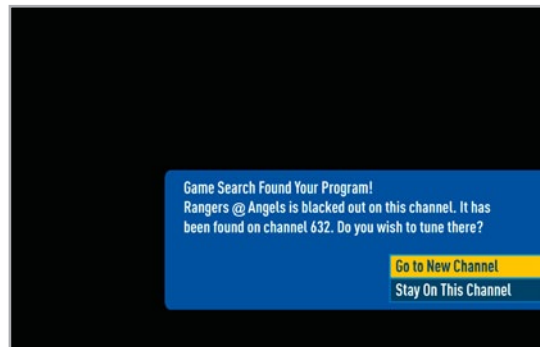 Game Search Found Your Program!
Rangers @ Angels is blacked out on this channel. It has
been found on channel 632. Do you wish to tune there?
Go to New Channel
Stay On This Channel